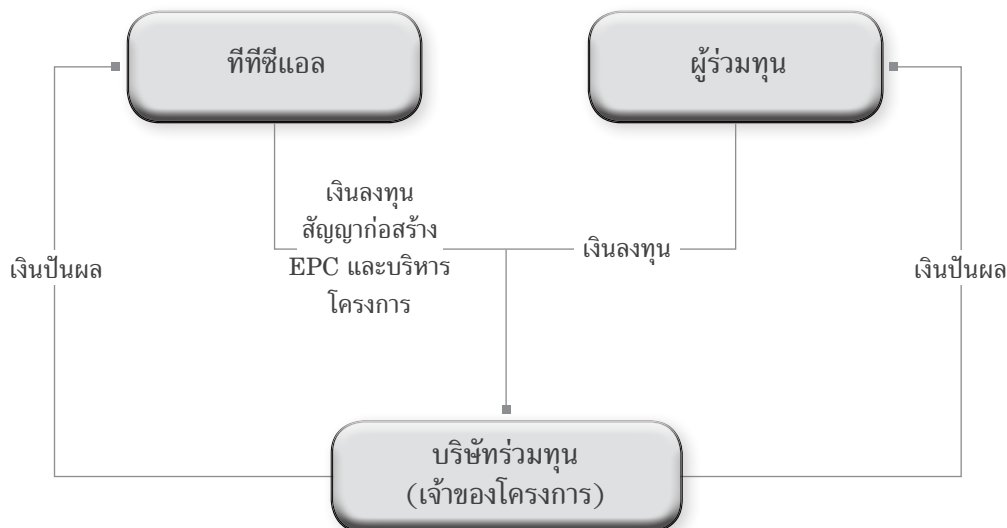 ทีทีซีแอล
ผู้ร่วมทุน
เงินลงทุน
สัญญาก่อสร้าง
EPC และบริหาร
โครงการ
เงินลงทุน
เงินปันผล
เงินปันผล
บริษัทร่วมทุน
(เจ้าของโครงการ)